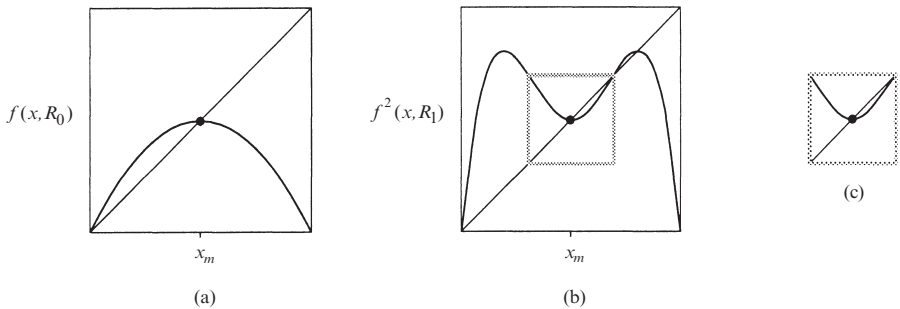 f(x,R₀)
x_m
(a)
f²(x,R₁)
x_m
(b)
(c)